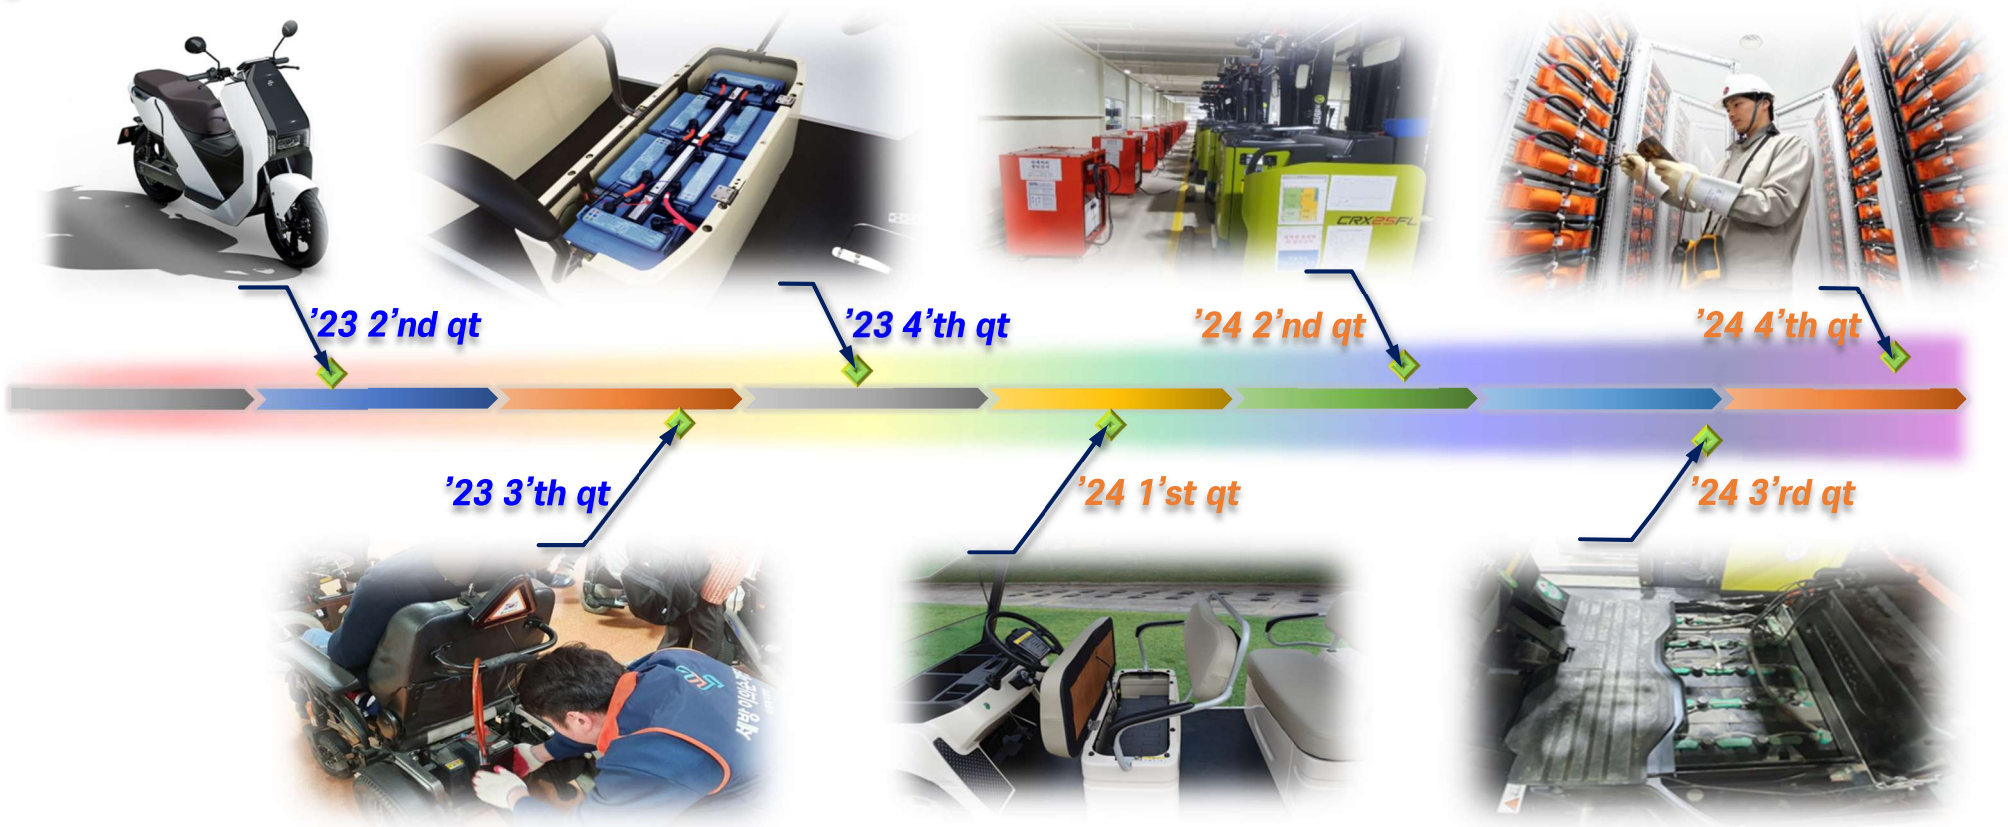 ’23 2’nd qt
’23 4’th qt
’24 2’nd qt
’24 4’th qt
’23 3’th qt
’24 1’st qt
’24 3’rd qt
CRX25FL